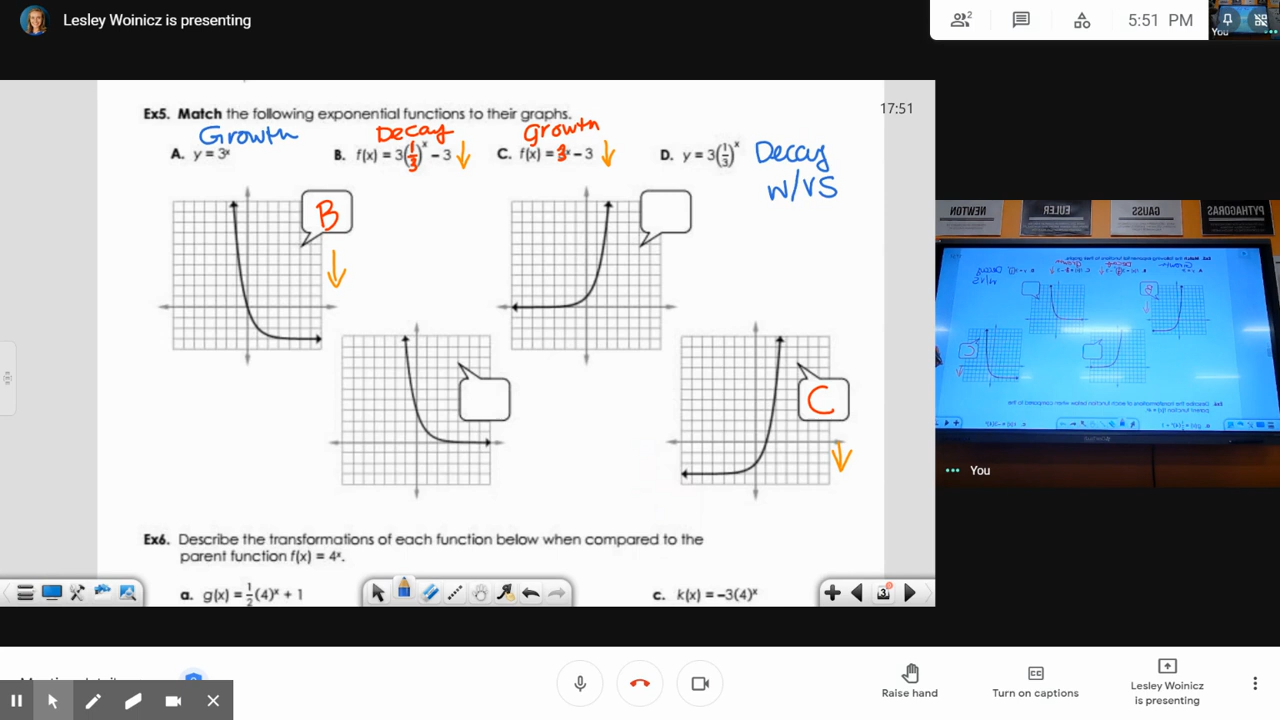 Lesley Woinicz is presenting
2
5:51 PM
You
17:51
Ex5. Match the following exponential functions to their graphs.
Growth
Decay
Growth
A. y = 3ˣ
B. f(x) = 3(1/3)ˣ − 3 ↓
C. f(x) = 3ˣ − 3 ↓
D. y = 3(1/3)ˣ
Decay
w/VS
B
↓
C
↓
Ex6. Describe the transformations of each function below when compared to the
parent function f(x) = 4ˣ.
a. g(x) = 1/2(4)ˣ + 1
c. k(x) = −3(4)ˣ
3
NEWTON
EULER
GAUSS
PYTHAGORAS
You
Raise hand
CC
Turn on captions
Lesley Woinicz
is presenting